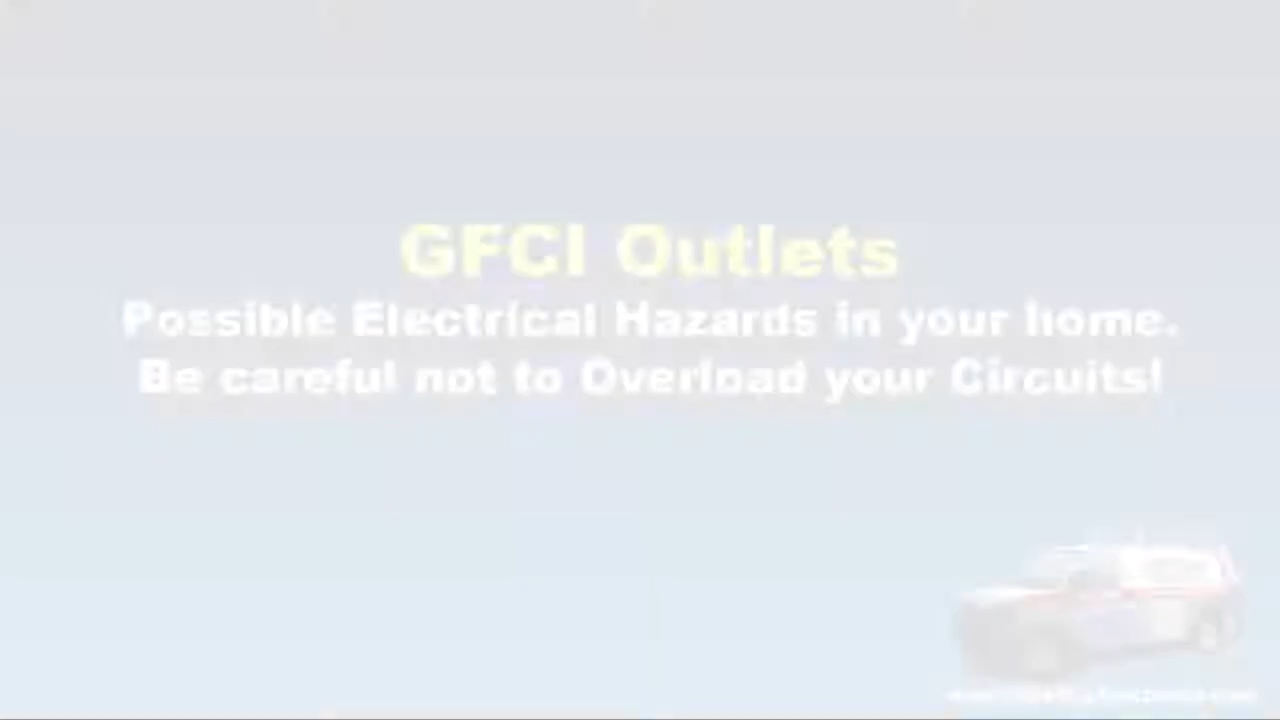 GFCI Outlets
Possible Electrical Hazards in your home.
Be careful not to Overload your Circuits!